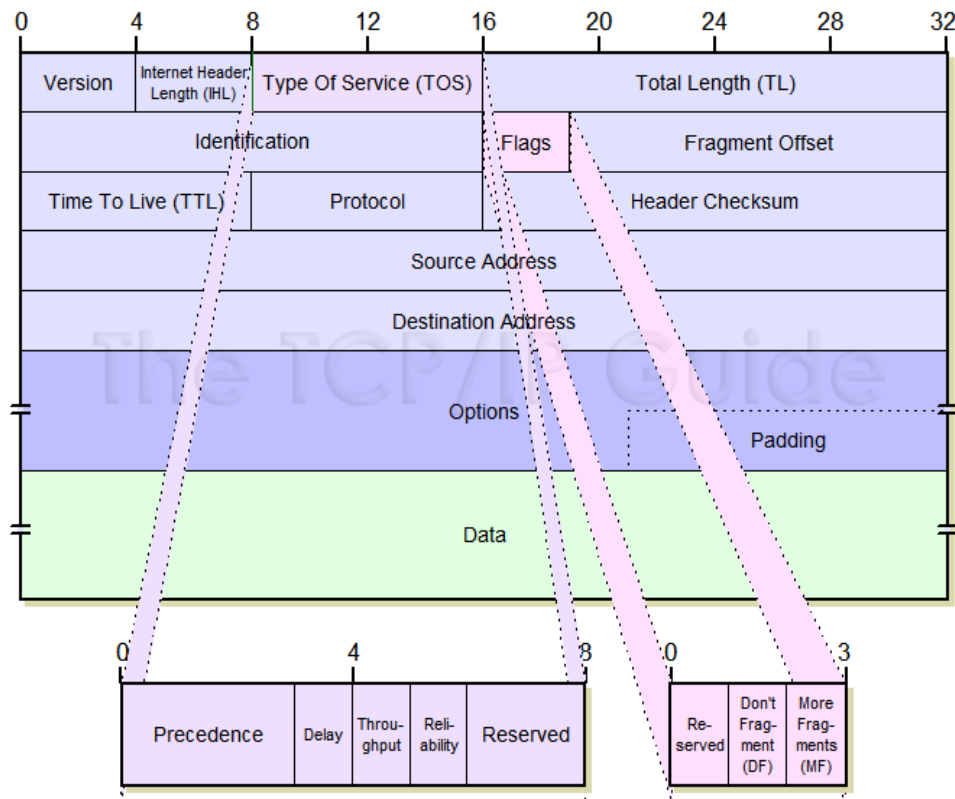 0 4 8 12 16 20 24 28 32
Version
Internet Header
Length (IHL)
Type Of Service (TOS)
Total Length (TL)
Identification
Flags
Fragment Offset
Time To Live (TTL)
Protocol
Header Checksum
Source Address
Destination Address
The TCP/IP Guide
Options
Padding
Data
0 4 8
Precedence
Delay
Throu-
ghput
Reli-
ability
Reserved
0 3
Re-
served
Don't
Frag-
ment
(DF)
More
Frag-
ments
(MF)